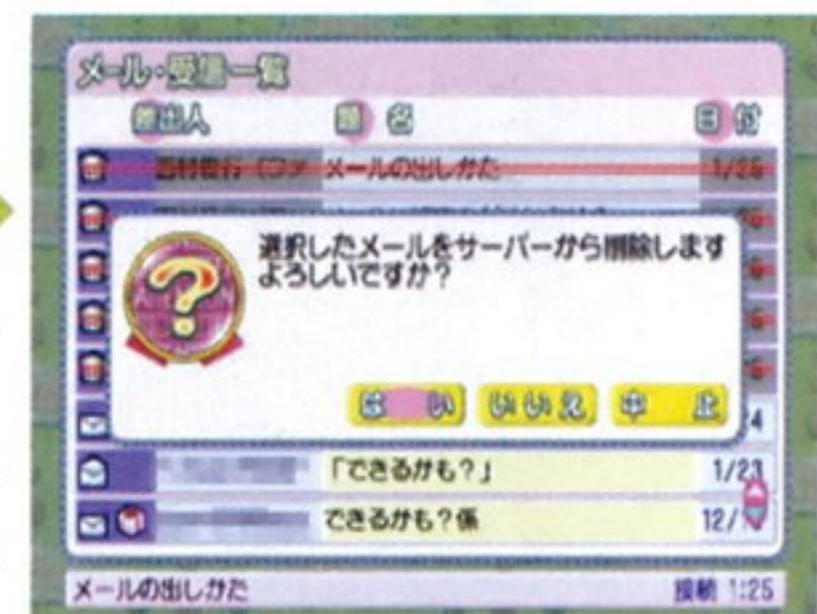 メール・受信一覧
差出人 題 名 日 付
メールの出しかた 1/25
選択したメールをサーバーから削除します
よろしいですか?
は い いいえ 中 止
「できるかも?」 1/23
できるかも?係 12/
メールの出しかた 接続 1:25